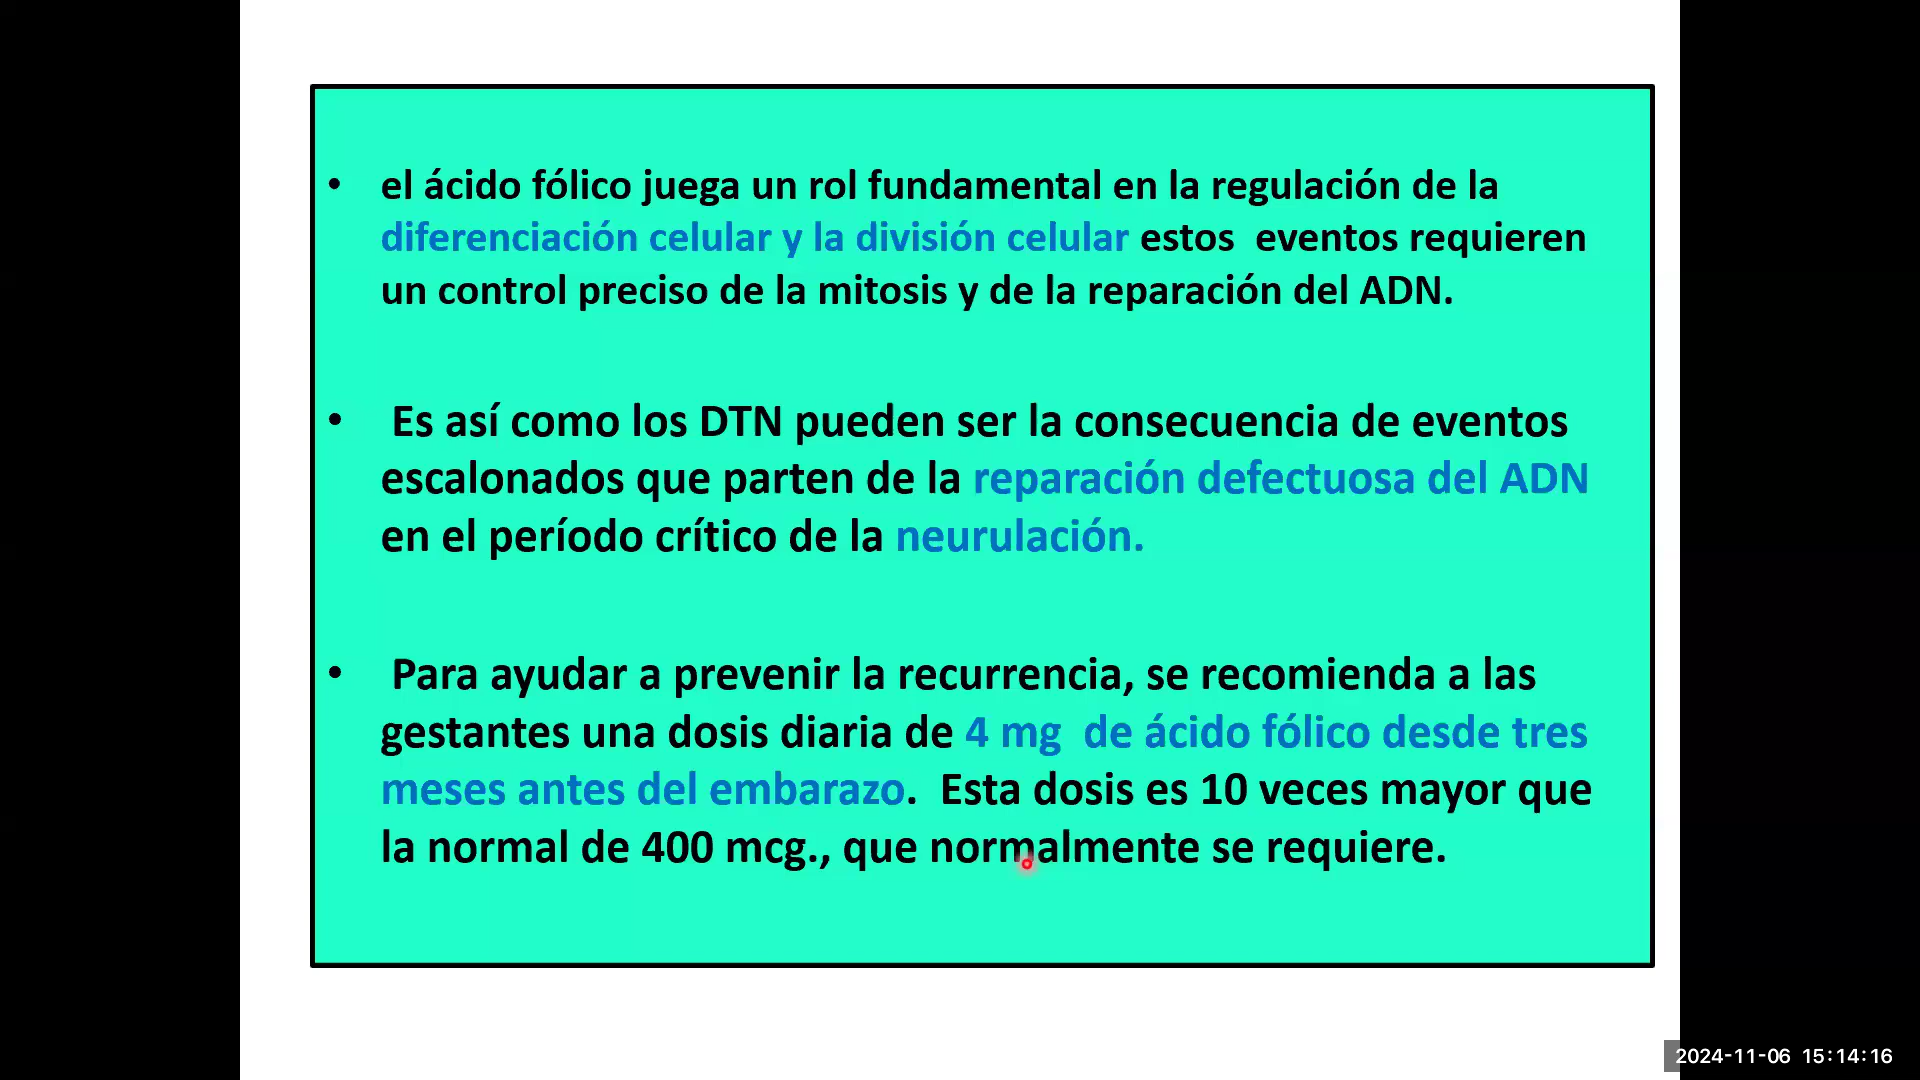 • el ácido fólico juega un rol fundamental en la regulación de la
diferenciación celular y la división celular estos  eventos requieren
un control preciso de la mitosis y de la reparación del ADN.
• Es así como los DTN pueden ser la consecuencia de eventos
escalonados que parten de la reparación defectuosa del ADN
en el período crítico de la neurulación.
• Para ayudar a prevenir la recurrencia, se recomienda a las
gestantes una dosis diaria de 4 mg  de ácido fólico desde tres
meses antes del embarazo.  Esta dosis es 10 veces mayor que
la normal de 400 mcg., que normalmente se requiere.
2024-11-06 15:14:16